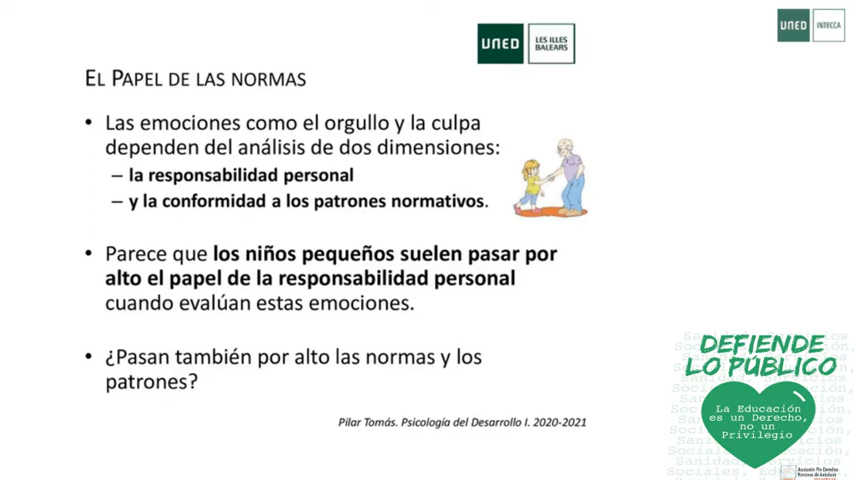 UNED
LES ILLES
BALEARS
UNED
INTECCA
EL PAPEL DE LAS NORMAS
• Las emociones como el orgullo y la culpa
dependen del análisis de dos dimensiones:
– la responsabilidad personal
– y la conformidad a los patrones normativos.
• Parece que los niños pequeños suelen pasar por
alto el papel de la responsabilidad personal
cuando evalúan estas emociones.
• ¿Pasan también por alto las normas y los
patrones?
Pilar Tomás. Psicología del Desarrollo I. 2020-2021
DEFIENDE
LO PÚBLICO
La Educación
es un Derecho,
no un
Privilegio